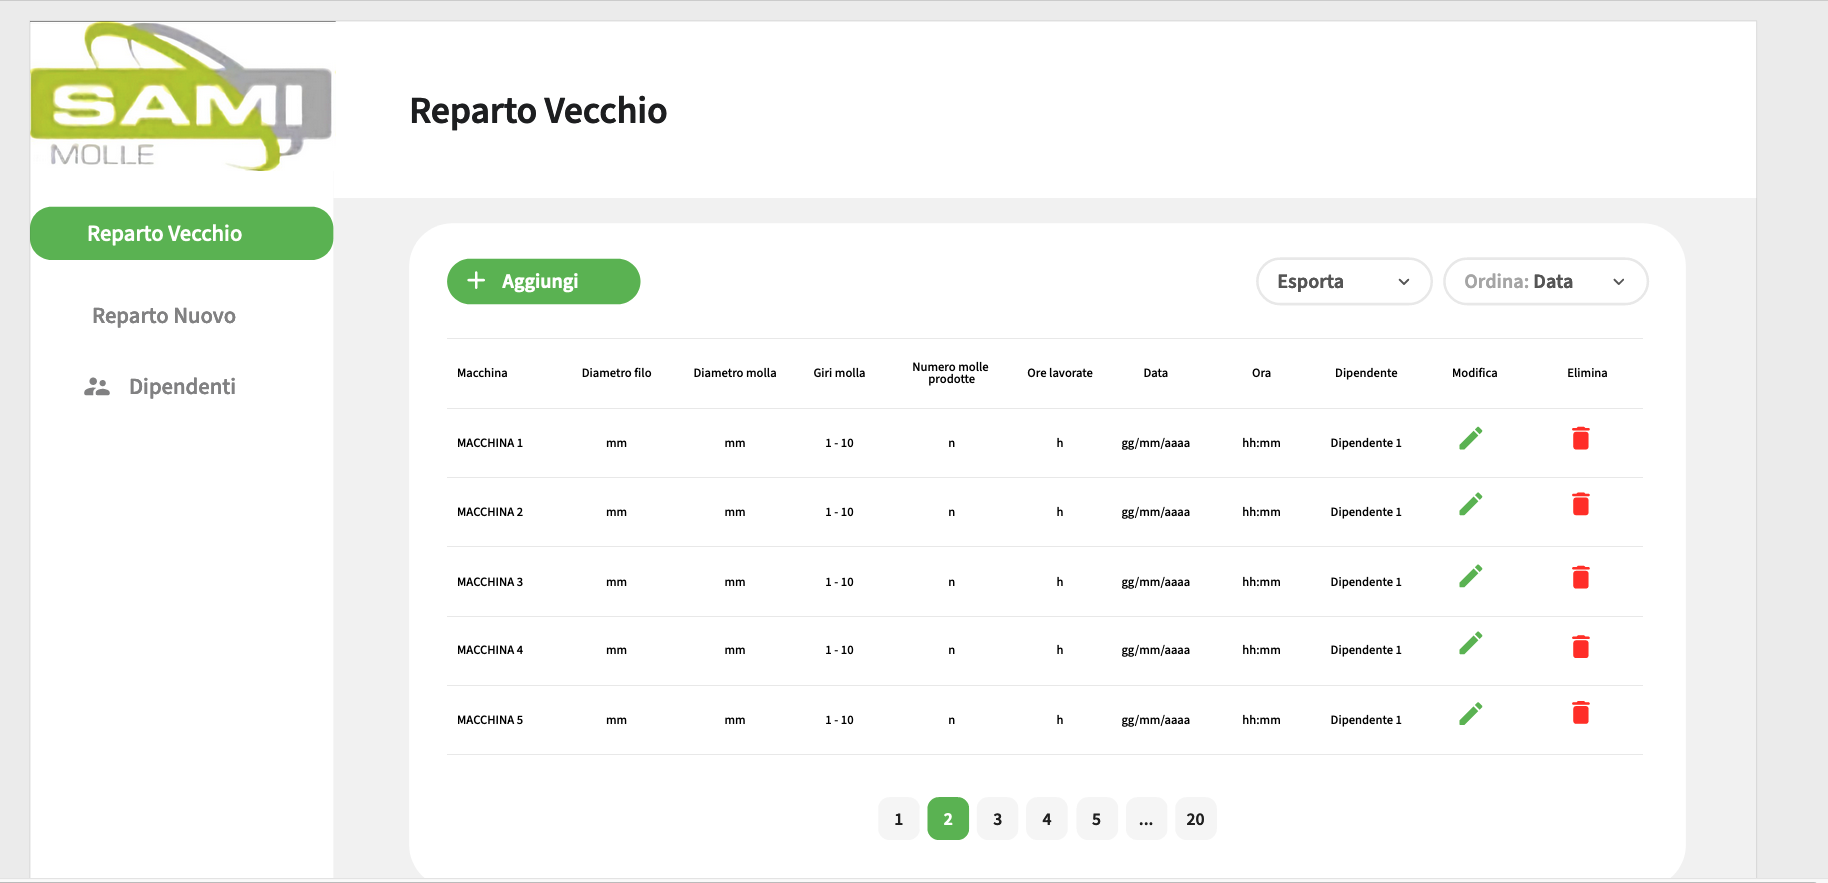 SAMI
MOLLE
Reparto Vecchio
Reparto Vecchio
Reparto Nuovo
Dipendenti
Aggiungi
Esporta
Ordina: Data
Macchina Diametro filo Diametro molla Giri molla Numero molle prodotte Ore lavorate Data Ora Dipendente Modifica Elimina
MACCHINA 1 mm mm 1 - 10 n h gg/mm/aaaa hh:mm Dipendente 1
MACCHINA 2 mm mm 1 - 10 n h gg/mm/aaaa hh:mm Dipendente 1
MACCHINA 3 mm mm 1 - 10 n h gg/mm/aaaa hh:mm Dipendente 1
MACCHINA 4 mm mm 1 - 10 n h gg/mm/aaaa hh:mm Dipendente 1
MACCHINA 5 mm mm 1 - 10 n h gg/mm/aaaa hh:mm Dipendente 1
1 2 3 4 5 ... 20